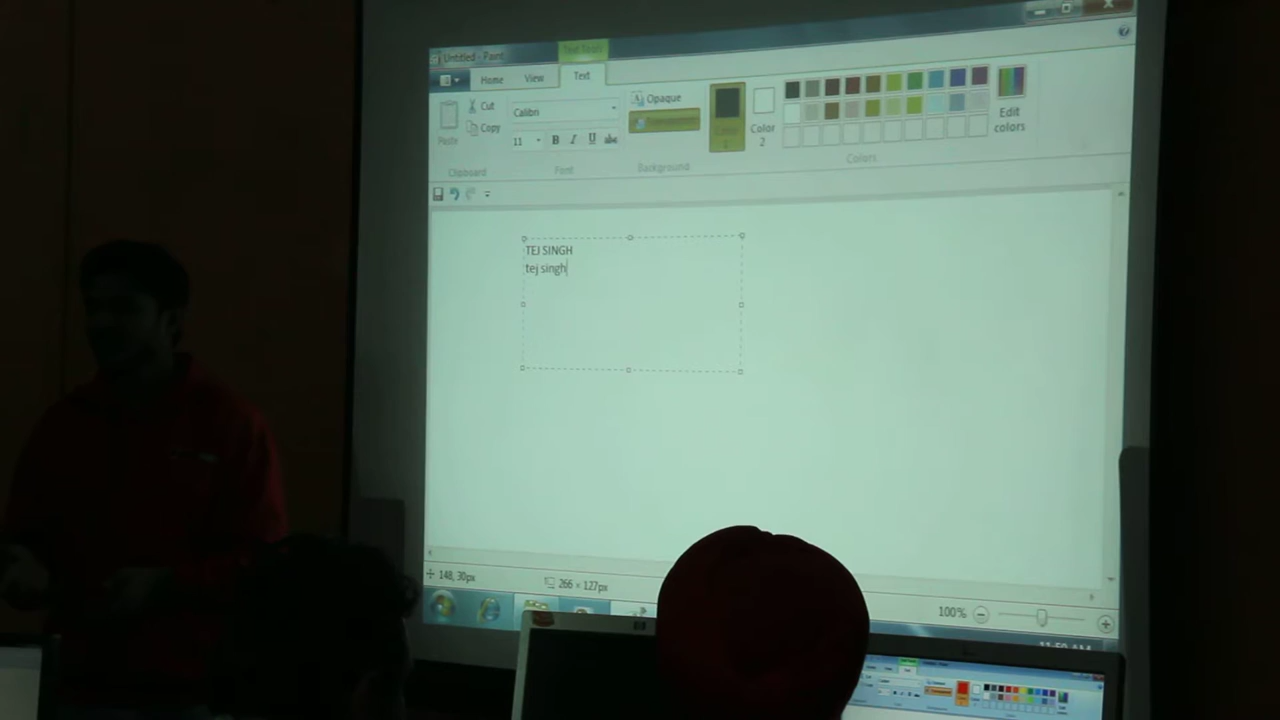 Untitled - Paint
Text Tools
Home View Text
Cut
Copy
Paste
Clipboard
Calibri
11 B I U abc
Font
Opaque
Background
Color
2
Edit
colors
Colors
TEJ SINGH
tej singh
148, 30px
266 × 127px
100%